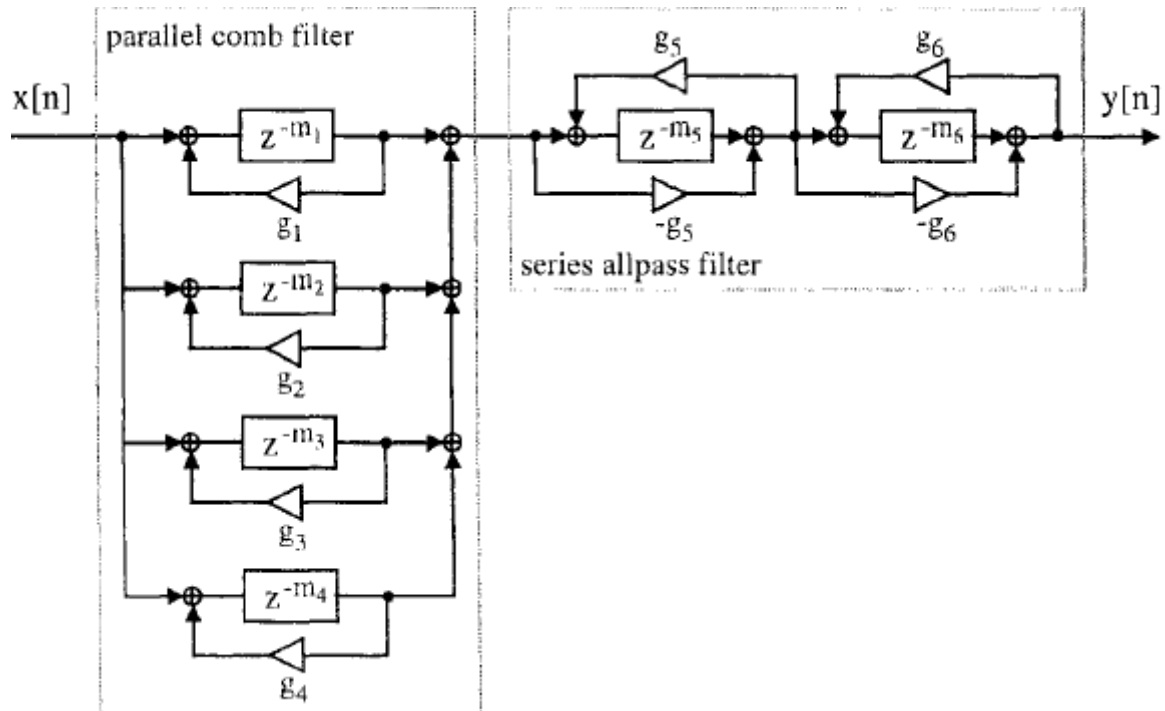 parallel comb filter
x[n]
z^-m₁
g₁
z^-m₂
g₂
z^-m₃
g₃
z^-m₄
g₄
g₅
z^-m₅
-g₅
g₆
z^-m₆
-g₆
y[n]
series allpass filter